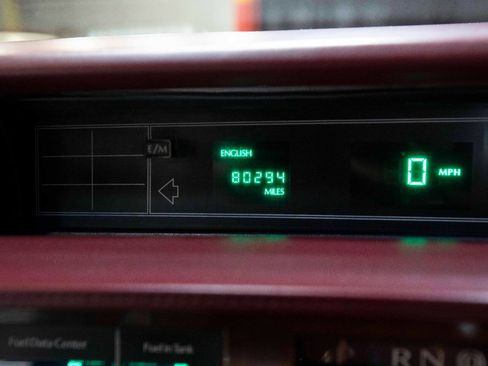 E/M
ENGLISH
80294
MILES
0 MPH
Fuel Data Center
Fuel in Tank
R N